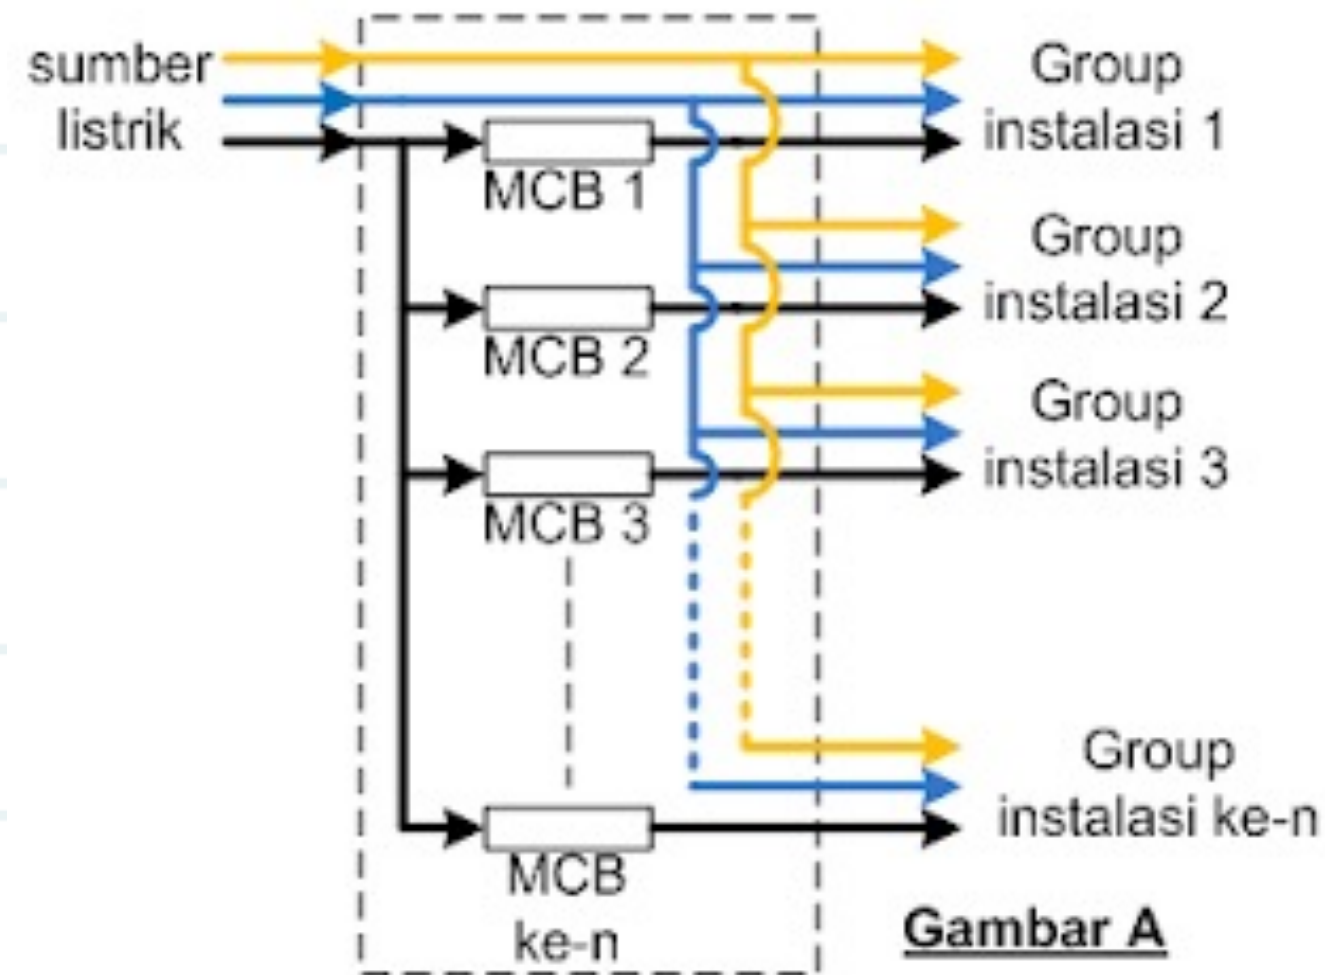 sumber
listrik
Group
instalasi 1
MCB 1
Group
instalasi 2
MCB 2
Group
instalasi 3
MCB 3
Group
instalasi ke-n
MCB
ke-n
Gambar A